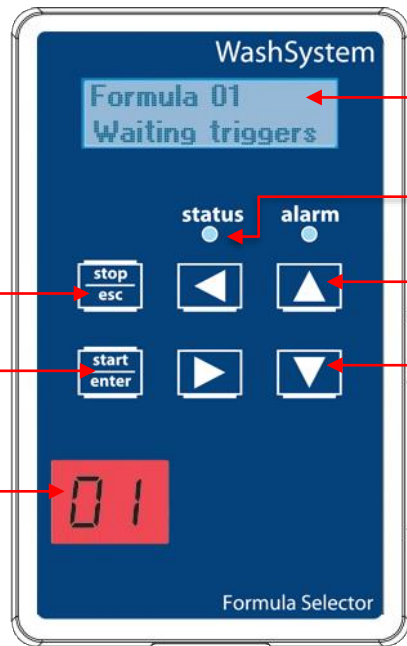 WashSystem
Formula 01
Waiting triggers
status alarm
stop
esc
start
enter
01
Formula Selector